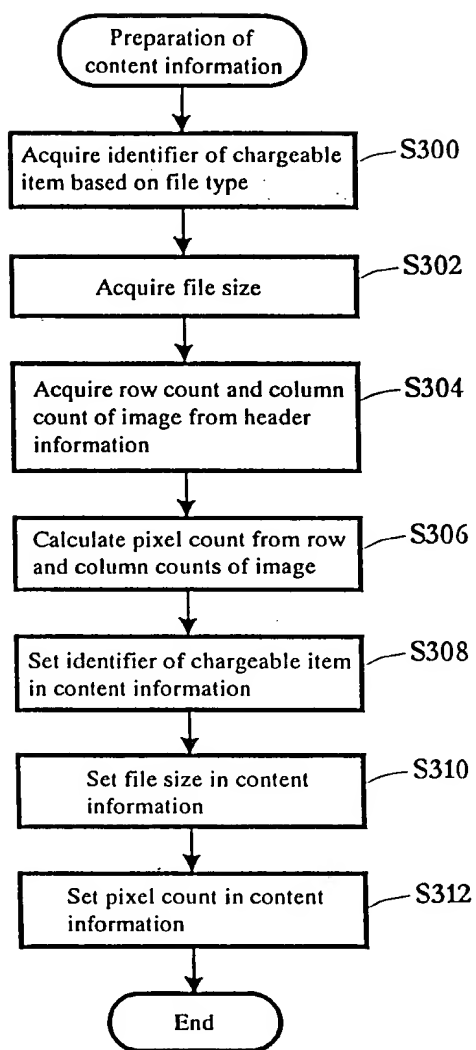 Preparation of
content information
Acquire identifier of chargeable
item based on file type
S300
Acquire file size
S302
Acquire row count and column
count of image from header
information
S304
Calculate pixel count from row
and column counts of image
S306
Set identifier of chargeable item
in content information
S308
Set file size in content
information
S310
Set pixel count in content
information
S312
End